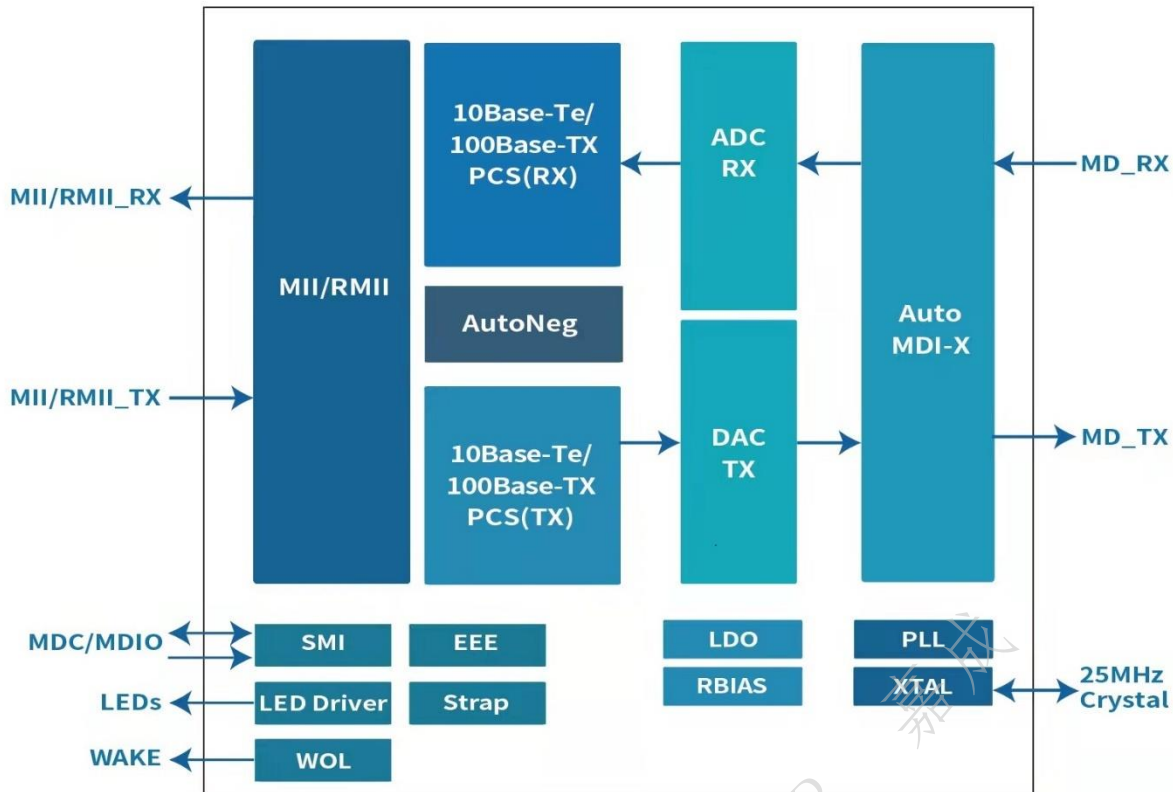 10Base-Te/
100Base-TX
PCS(RX)
ADC
RX
MD_RX
MII/RMII_RX
MII/RMII
AutoNeg
Auto
MDI-X
MII/RMII_TX
10Base-Te/
100Base-TX
PCS(TX)
DAC
TX
MD_TX
MDC/MDIO
SMI
EEE
LDO
PLL
LEDs
LED Driver
Strap
RBIAS
XTAL
25MHz
Crystal
WAKE
WOL
嘉成